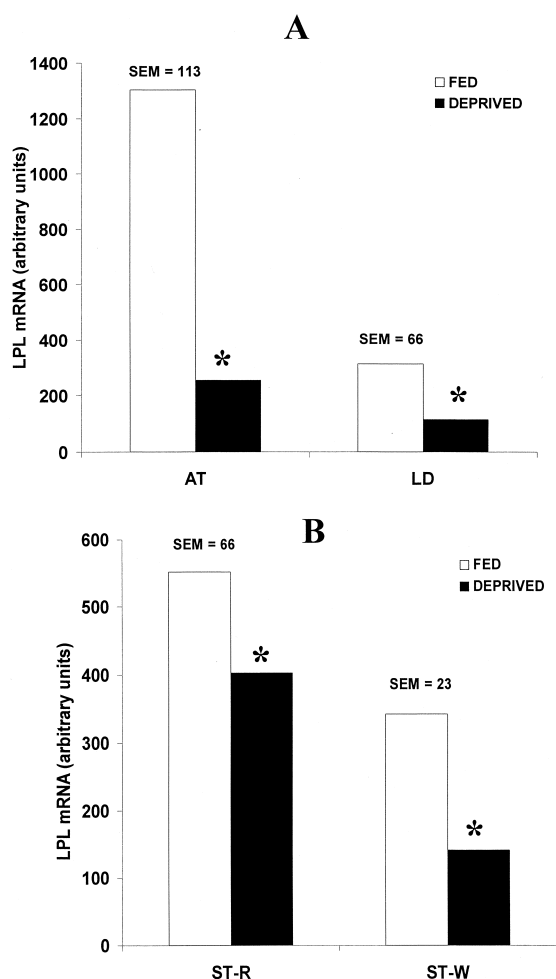 A
SEM = 113
FED
DEPRIVED
1400
1200
1000
800
600
400
200
0
LPL mRNA (arbitrary units)
SEM = 66
*
*
AT
LD
B
SEM = 66
FED
DEPRIVED
600
500
400
300
200
100
0
LPL mRNA (arbitrary units)
SEM = 23
*
*
ST-R
ST-W